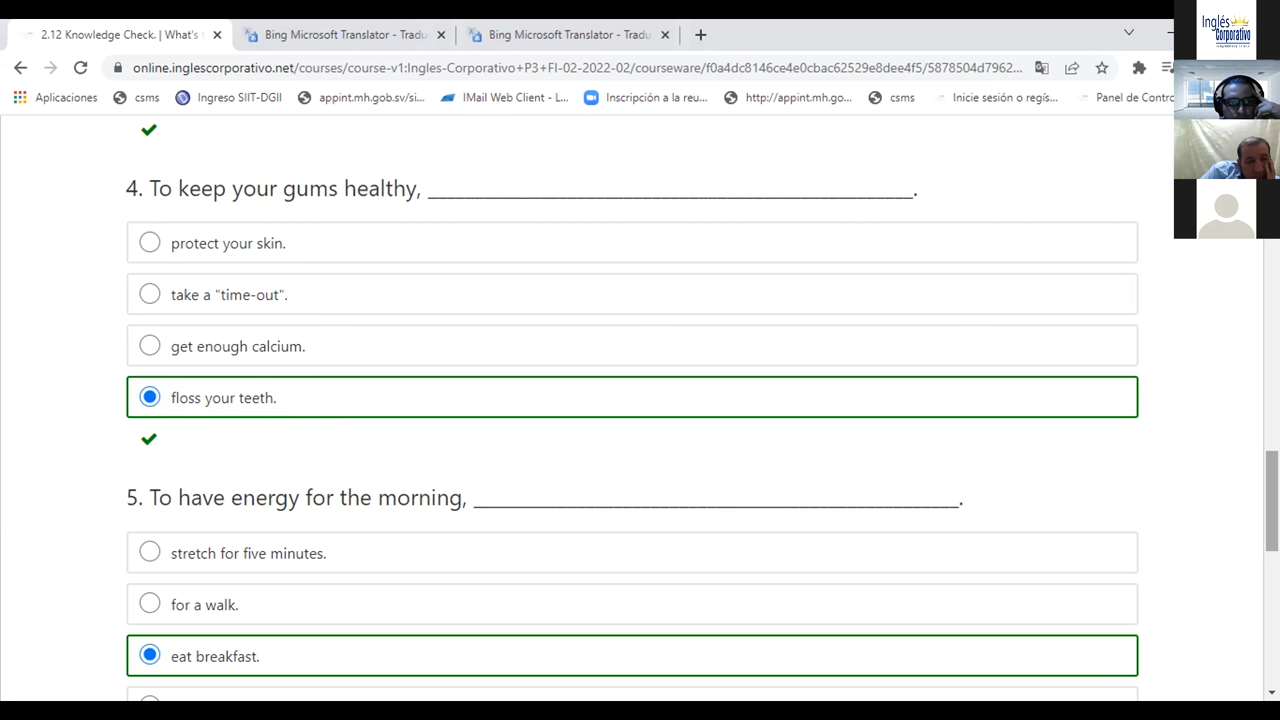 2.12 Knowledge Check. | What's
Bing Microsoft Translator - Tradu
Bing Microsoft Translator - Tradu
online.inglescorporativo.net/courses/course-v1:Ingles-Corporativo+P3+FI-02-2022-02/courseware/f0a4dc8146ce4e0cbac62529e8dee4f5/5878504d7962...
Aplicaciones
csms
Ingreso SIIT-DGII
appint.mh.gob.sv/si...
IMail Web Client - L...
Inscripción a la reu...
http://appint.mh.go...
csms
Inicie sesión o regís...
Panel de Contro
Inglés
Corporativo
4. To keep your gums healthy, ______________________________________________.
protect your skin.
take a “time-out”.
get enough calcium.
floss your teeth.
5. To have energy for the morning, ______________________________________________.
stretch for five minutes.
for a walk.
eat breakfast.